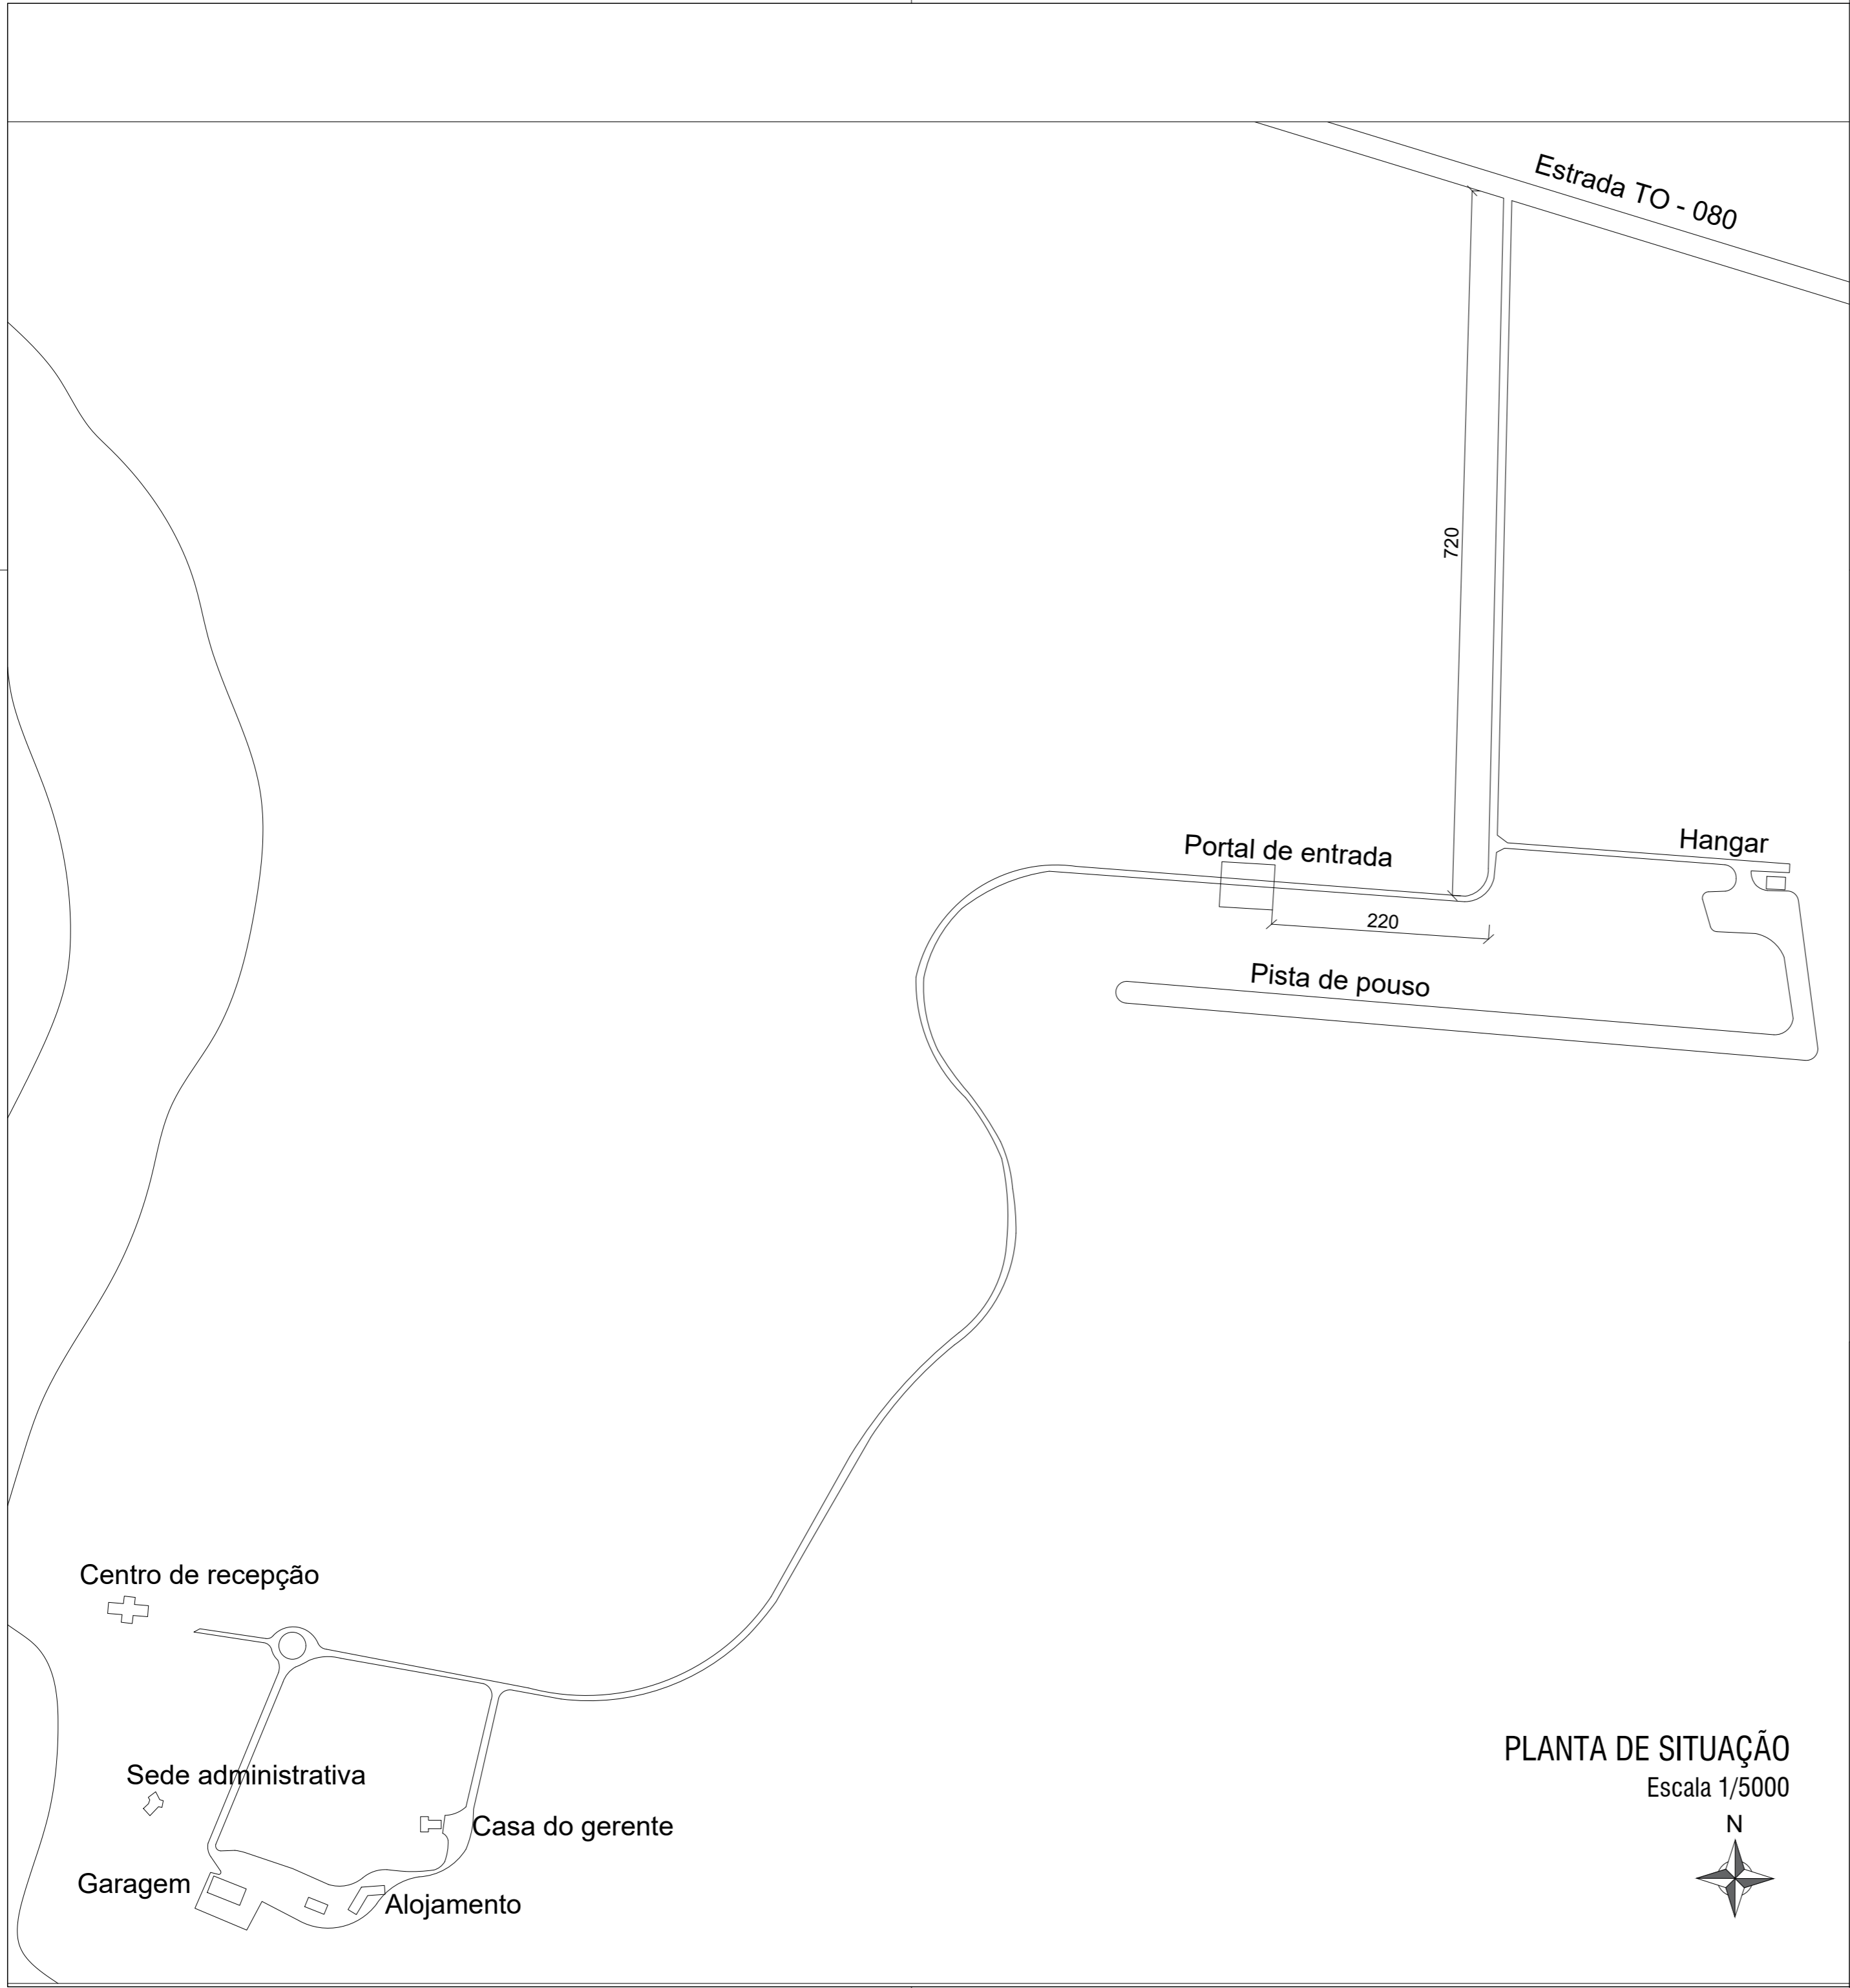 Estrada TO - 080
720
Portal de entrada
Hangar
220
Pista de pouso
Centro de recepção
Sede administrativa
Casa do gerente
Garagem
Alojamento
PLANTA DE SITUAÇÃO
Escala 1/5000
N